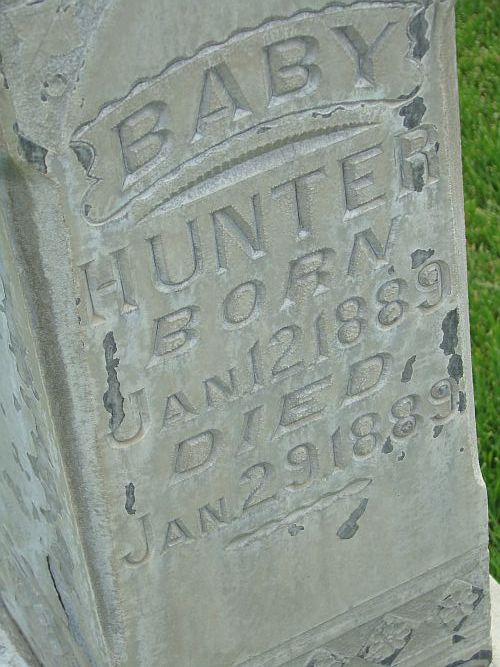 BABY
HUNTER
BORN
JAN 12 1889
DIED
JAN 29 1889